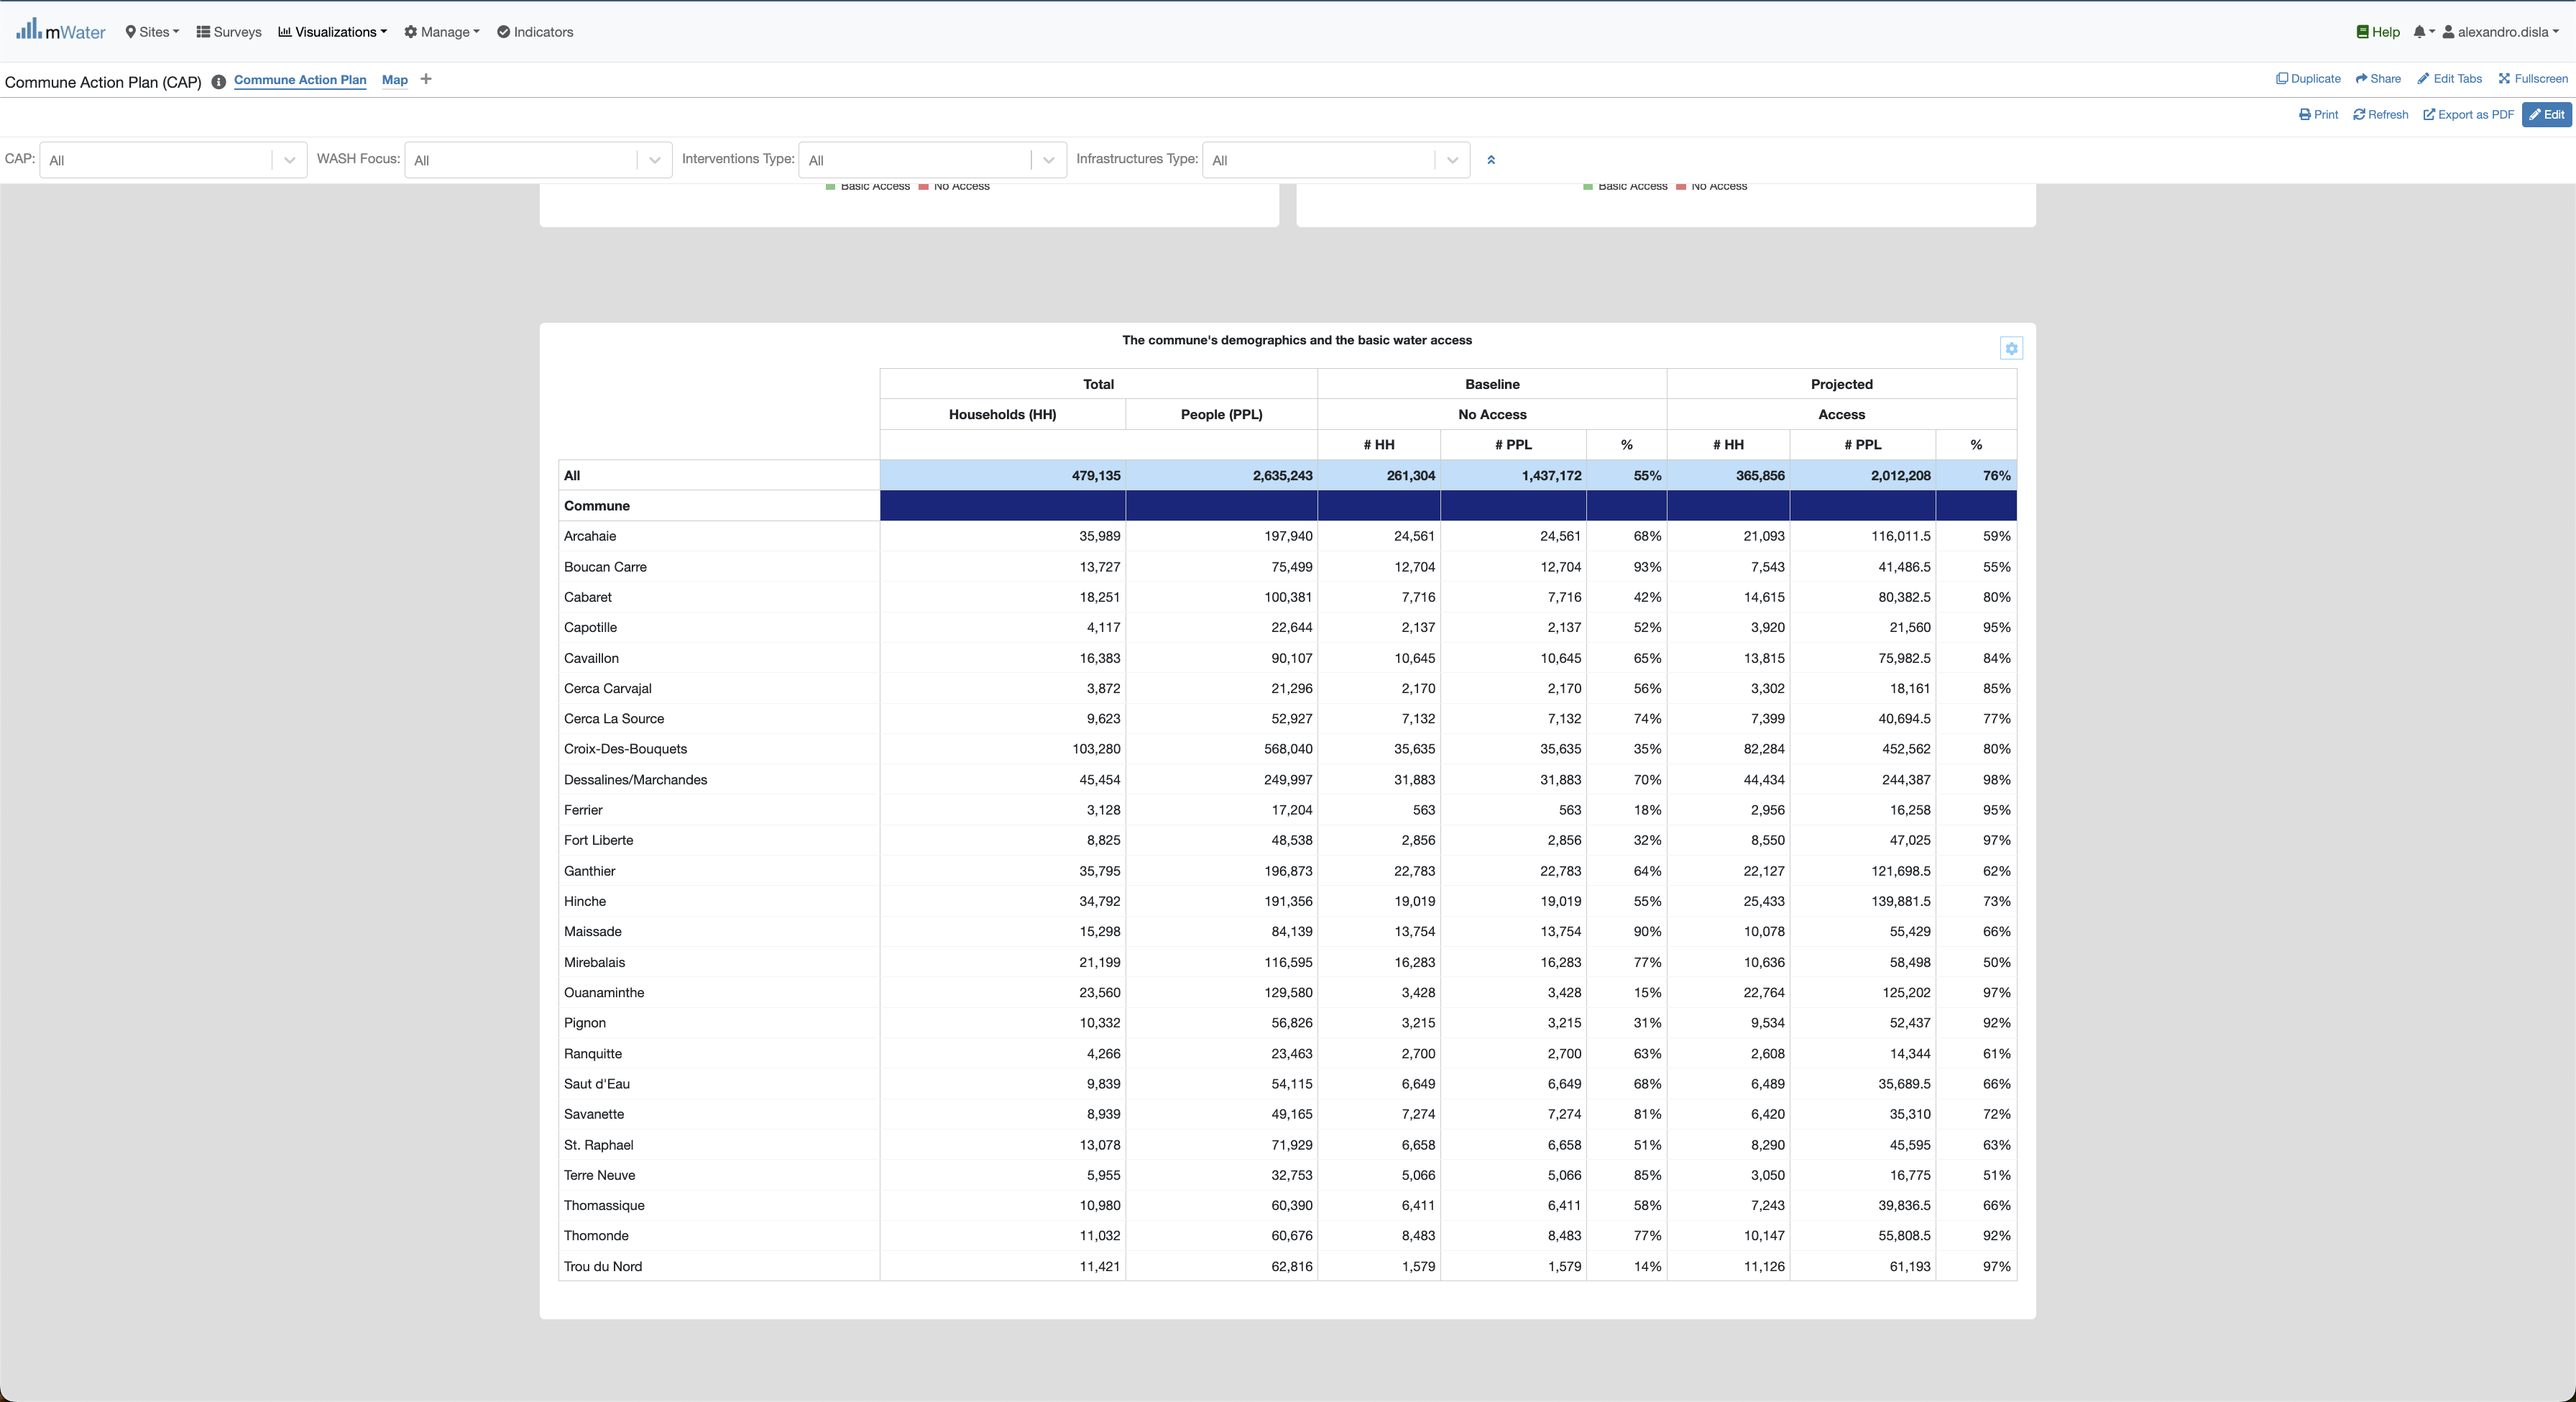 mWater Sites Surveys Visualizations Manage Indicators Help alexandro.disla
Commune Action Plan (CAP) Commune Action Plan Map + Duplicate Share Edit Tabs Fullscreen
Print Refresh Export as PDF Edit
CAP: All WASH Focus: All Interventions Type: All Infrastructures Type: All
Basic Access No Access Basic Access No Access
The commune's demographics and the basic water access
Total Baseline Projected
Households (HH) People (PPL) No Access Access
# HH # PPL % # HH # PPL %
All 479,135 2,635,243 261,304 1,437,172 55% 365,856 2,012,208 76%
Commune
Arcahaie 35,989 197,940 24,561 24,561 68% 21,093 116,011.5 59%
Boucan Carre 13,727 75,499 12,704 12,704 93% 7,543 41,486.5 55%
Cabaret 18,251 100,381 7,716 7,716 42% 14,615 80,382.5 80%
Capotille 4,117 22,644 2,137 2,137 52% 3,920 21,560 95%
Cavaillon 16,383 90,107 10,645 10,645 65% 13,815 75,982.5 84%
Cerca Carvajal 3,872 21,296 2,170 2,170 56% 3,302 18,161 85%
Cerca La Source 9,623 52,927 7,132 7,132 74% 7,399 40,694.5 77%
Croix-Des-Bouquets 103,280 568,040 35,635 35,635 35% 82,284 452,562 80%
Dessalines/Marchandes 45,454 249,997 31,883 31,883 70% 44,434 244,387 98%
Ferrier 3,128 17,204 563 563 18% 2,956 16,258 95%
Fort Liberte 8,825 48,538 2,856 2,856 32% 8,550 47,025 97%
Ganthier 35,795 196,873 22,783 22,783 64% 22,127 121,698.5 62%
Hinche 34,792 191,356 19,019 19,019 55% 25,433 139,881.5 73%
Maissade 15,298 84,139 13,754 13,754 90% 10,078 55,429 66%
Mirebalais 21,199 116,595 16,283 16,283 77% 10,636 58,498 50%
Ouanaminthe 23,560 129,580 3,428 3,428 15% 22,764 125,202 97%
Pignon 10,332 56,826 3,215 3,215 31% 9,534 52,437 92%
Ranquitte 4,266 23,463 2,700 2,700 63% 2,608 14,344 61%
Saut d'Eau 9,839 54,115 6,649 6,649 68% 6,489 35,689.5 66%
Savanette 8,939 49,165 7,274 7,274 81% 6,420 35,310 72%
St. Raphael 13,078 71,929 6,658 6,658 51% 8,290 45,595 63%
Terre Neuve 5,955 32,753 5,066 5,066 85% 3,050 16,775 51%
Thomassique 10,980 60,390 6,411 6,411 58% 7,243 39,836.5 66%
Thomonde 11,032 60,676 8,483 8,483 77% 10,147 55,808.5 92%
Trou du Nord 11,421 62,816 1,579 1,579 14% 11,126 61,193 97%